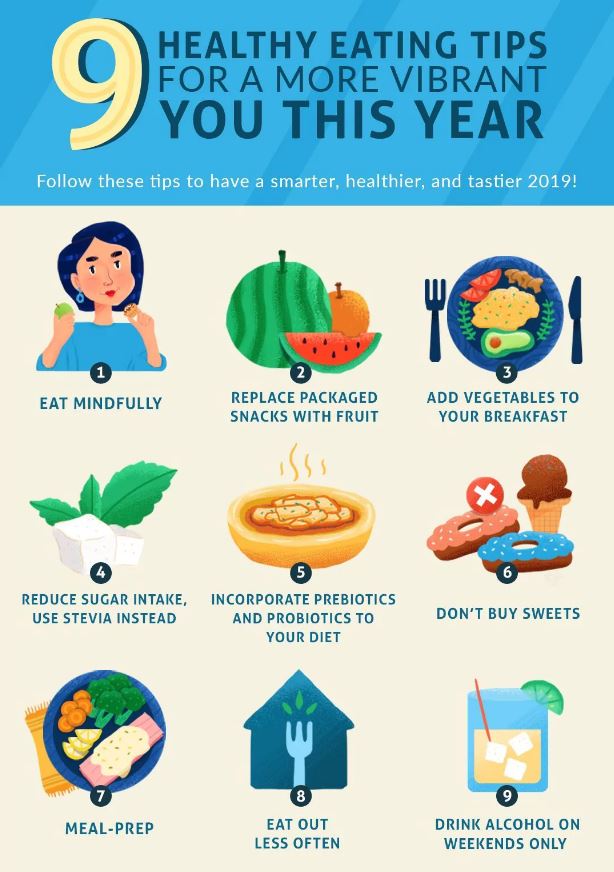 9
HEALTHY EATING TIPS
FOR A MORE VIBRANT
YOU THIS YEAR
Follow these tips to have a smarter, healthier, and tastier 2019!
1
EAT MINDFULLY
2
REPLACE PACKAGED
SNACKS WITH FRUIT
3
ADD VEGETABLES TO
YOUR BREAKFAST
4
REDUCE SUGAR INTAKE,
USE STEVIA INSTEAD
5
INCORPORATE PREBIOTICS
AND PROBIOTICS TO
YOUR DIET
6
DON'T BUY SWEETS
7
MEAL-PREP
8
EAT OUT
LESS OFTEN
9
DRINK ALCOHOL ON
WEEKENDS ONLY